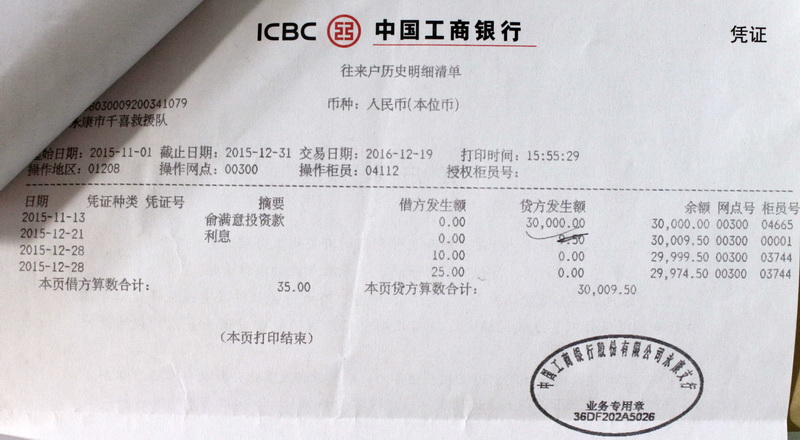 ICBC 中国工商银行 凭证
往来户历史明细清单
8030009200341079 币种：人民币(本位币)
永康市千喜救援队
起始日期：2015-11-01 截止日期：2015-12-31 交易日期：2016-12-19 打印时间：15:55:29
操作地区：01208 操作网点：00300 操作柜员：04112 授权柜员号：
日期 凭证种类 凭证号 摘要 借方发生额 贷方发生额 余额 网点号 柜员号
2015-11-13 俞满意投资款 0.00 30,000.00 30,000.00 00300 04665
2015-12-21 利息 0.00 9.50 30,009.50 00300 00001
2015-12-28 10.00 0.00 29,999.50 00300 03744
2015-12-28 25.00 0.00 29,974.50 00300 03744
本页借方算数合计： 35.00 本页贷方算数合计： 30,009.50
(本页打印结束)
中国工商银行股份有限公司永康支行
业务专用章
36DF202A5026